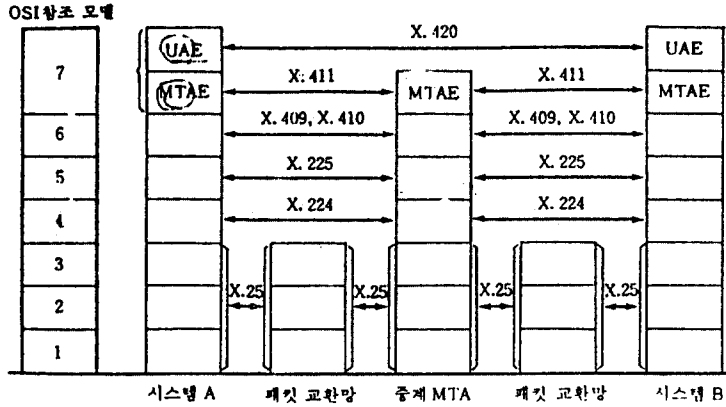 OSI참조 모델
X. 420
UAE
UAE
7
X. 411
X. 411
MTAE
MTAE
MTAE
X. 409, X. 410
X. 409, X. 410
6
X. 225
X. 225
5
X. 224
X. 224
4
3
X.25
X.25
X.25
X.25
2
1
시스템 A
패킷 교환망
중계 MTA
패킷 교환망
시스템 B